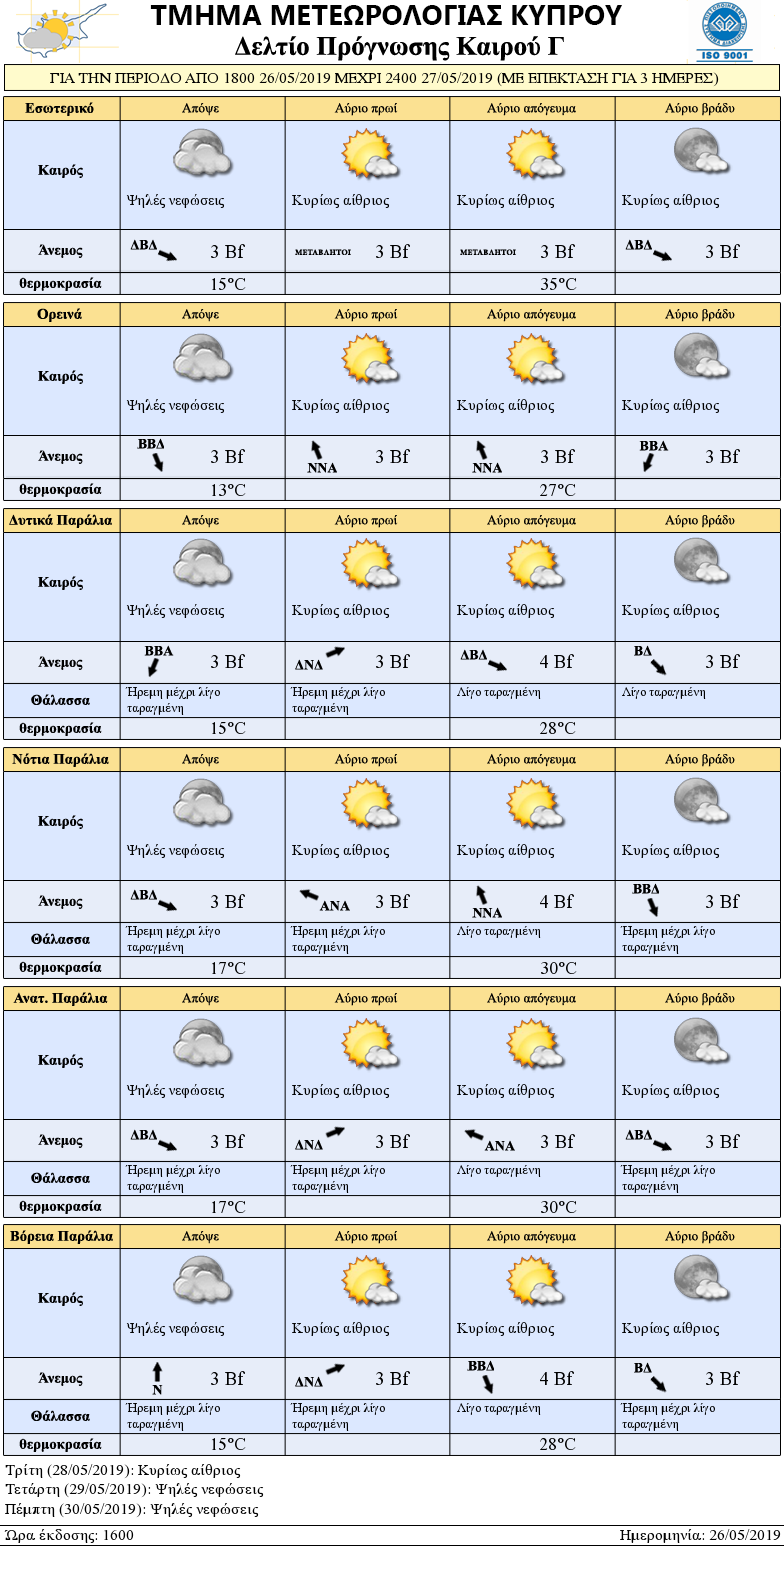 ΤΜΗΜΑ ΜΕΤΕΩΡΟΛΟΓΙΑΣ ΚΥΠΡΟΥ
Δελτίο Πρόγνωσης Καιρού Γ
ISO 9001
ΓΙΑ ΤΗΝ ΠΕΡΙΟΔΟ ΑΠΟ 1800 26/05/2019 ΜΕΧΡΙ 2400 27/05/2019 (ΜΕ ΕΠΕΚΤΑΣΗ ΓΙΑ 3 ΗΜΕΡΕΣ)
Εσωτερικό Απόψε Αύριο πρωί Αύριο απόγευμα Αύριο βράδυ
Καιρός
Ψηλές νεφώσεις Κυρίως αίθριος Κυρίως αίθριος Κυρίως αίθριος
Άνεμος ΔΒΔ 3 Bf ΜΕΤΑΒΛΗΤΟΙ 3 Bf ΜΕΤΑΒΛΗΤΟΙ 3 Bf ΔΒΔ 3 Bf
θερμοκρασία 15°C 35°C
Ορεινά Απόψε Αύριο πρωί Αύριο απόγευμα Αύριο βράδυ
Καιρός
Ψηλές νεφώσεις Κυρίως αίθριος Κυρίως αίθριος Κυρίως αίθριος
Άνεμος ΒΒΔ 3 Bf ΝΝΑ 3 Bf ΝΝΑ 3 Bf ΒΒΑ 3 Bf
θερμοκρασία 13°C 27°C
Δυτικά Παράλια Απόψε Αύριο πρωί Αύριο απόγευμα Αύριο βράδυ
Καιρός
Ψηλές νεφώσεις Κυρίως αίθριος Κυρίως αίθριος Κυρίως αίθριος
Άνεμος ΒΒΑ 3 Bf ΔΝΔ 3 Bf ΔΒΔ 4 Bf ΒΔ 3 Bf
Θάλασσα Ήρεμη μέχρι λίγο Ήρεμη μέχρι λίγο Λίγο ταραγμένη Λίγο ταραγμένη
ταραγμένη ταραγμένη
θερμοκρασία 15°C 28°C
Νότια Παράλια Απόψε Αύριο πρωί Αύριο απόγευμα Αύριο βράδυ
Καιρός
Ψηλές νεφώσεις Κυρίως αίθριος Κυρίως αίθριος Κυρίως αίθριος
Άνεμος ΔΒΔ 3 Bf ΑΝΑ 3 Bf ΝΝΑ 4 Bf ΒΒΔ 3 Bf
Θάλασσα Ήρεμη μέχρι λίγο Ήρεμη μέχρι λίγο Λίγο ταραγμένη Ήρεμη μέχρι λίγο
ταραγμένη ταραγμένη ταραγμένη
θερμοκρασία 17°C 30°C
Ανατ. Παράλια Απόψε Αύριο πρωί Αύριο απόγευμα Αύριο βράδυ
Καιρός
Ψηλές νεφώσεις Κυρίως αίθριος Κυρίως αίθριος Κυρίως αίθριος
Άνεμος ΔΒΔ 3 Bf ΔΝΔ 3 Bf ΑΝΑ 3 Bf ΔΒΔ 3 Bf
Θάλασσα Ήρεμη μέχρι λίγο Ήρεμη μέχρι λίγο Λίγο ταραγμένη Ήρεμη μέχρι λίγο
ταραγμένη ταραγμένη ταραγμένη
θερμοκρασία 17°C 30°C
Βόρεια Παράλια Απόψε Αύριο πρωί Αύριο απόγευμα Αύριο βράδυ
Καιρός
Ψηλές νεφώσεις Κυρίως αίθριος Κυρίως αίθριος Κυρίως αίθριος
Άνεμος Ν 3 Bf ΔΝΔ 3 Bf ΒΒΔ 4 Bf ΒΔ 3 Bf
Θάλασσα Ήρεμη μέχρι λίγο Ήρεμη μέχρι λίγο Λίγο ταραγμένη Ήρεμη μέχρι λίγο
ταραγμένη ταραγμένη ταραγμένη
θερμοκρασία 15°C 28°C
Τρίτη (28/05/2019): Κυρίως αίθριος
Τετάρτη (29/05/2019): Ψηλές νεφώσεις
Πέμπτη (30/05/2019): Ψηλές νεφώσεις
Ώρα έκδοσης: 1600 Ημερομηνία: 26/05/2019